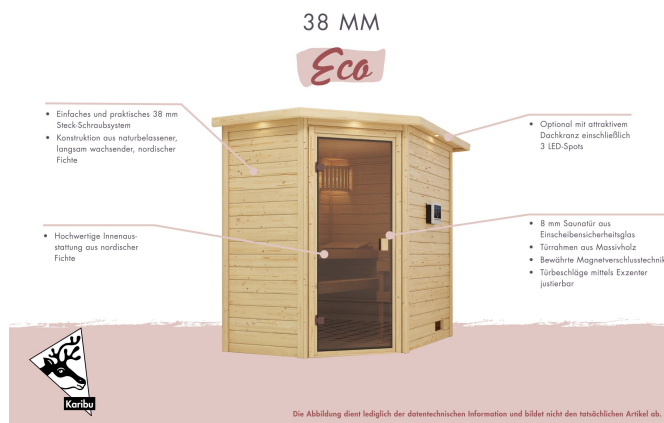 38 MM
Eco
• Einfaches und praktisches 38 mm
Steck-Schraubsystem
• Konstruktion aus naturbelassener,
langsam wachsender, nordischer
Fichte
• Hochwertige Innenaus-
stattung aus nordischer
Fichte
• Optional mit attraktivem
Dachkranz einschließlich
3 LED-Spots
• 8 mm Saunatür aus
Einscheibensicherheitsglas
• Türrahmen aus Massivholz
• Bewährte Magnetverschlusstechnik
• Türbeschläge mittels Exzenter
justierbar
Karibu
Die Abbildung dient lediglich der datentechnischen Information und bildet nicht den tatsächlichen Artikel ab.